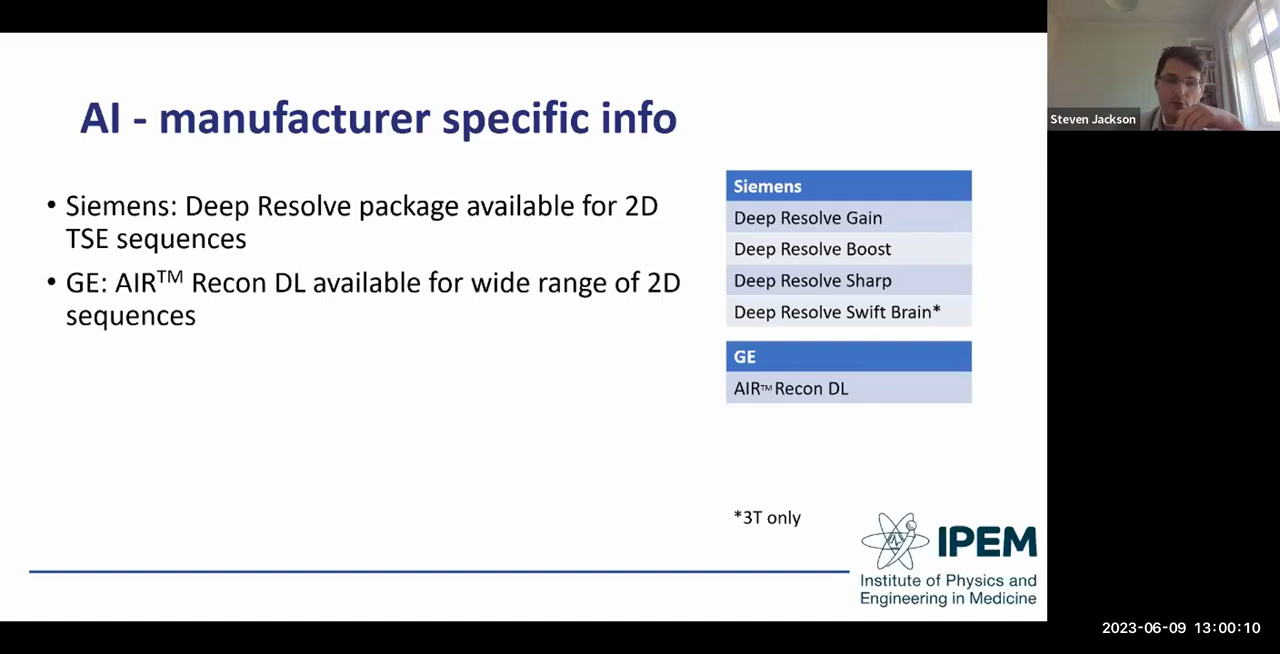 AI - manufacturer specific info
• Siemens: Deep Resolve package available for 2D
TSE sequences
• GE: AIR™ Recon DL available for wide range of 2D
sequences
Siemens
Deep Resolve Gain
Deep Resolve Boost
Deep Resolve Sharp
Deep Resolve Swift Brain*
GE
AIR™ Recon DL
*3T only
IPEM
Institute of Physics and
Engineering in Medicine
Steven Jackson
2023-06-09 13:00:10